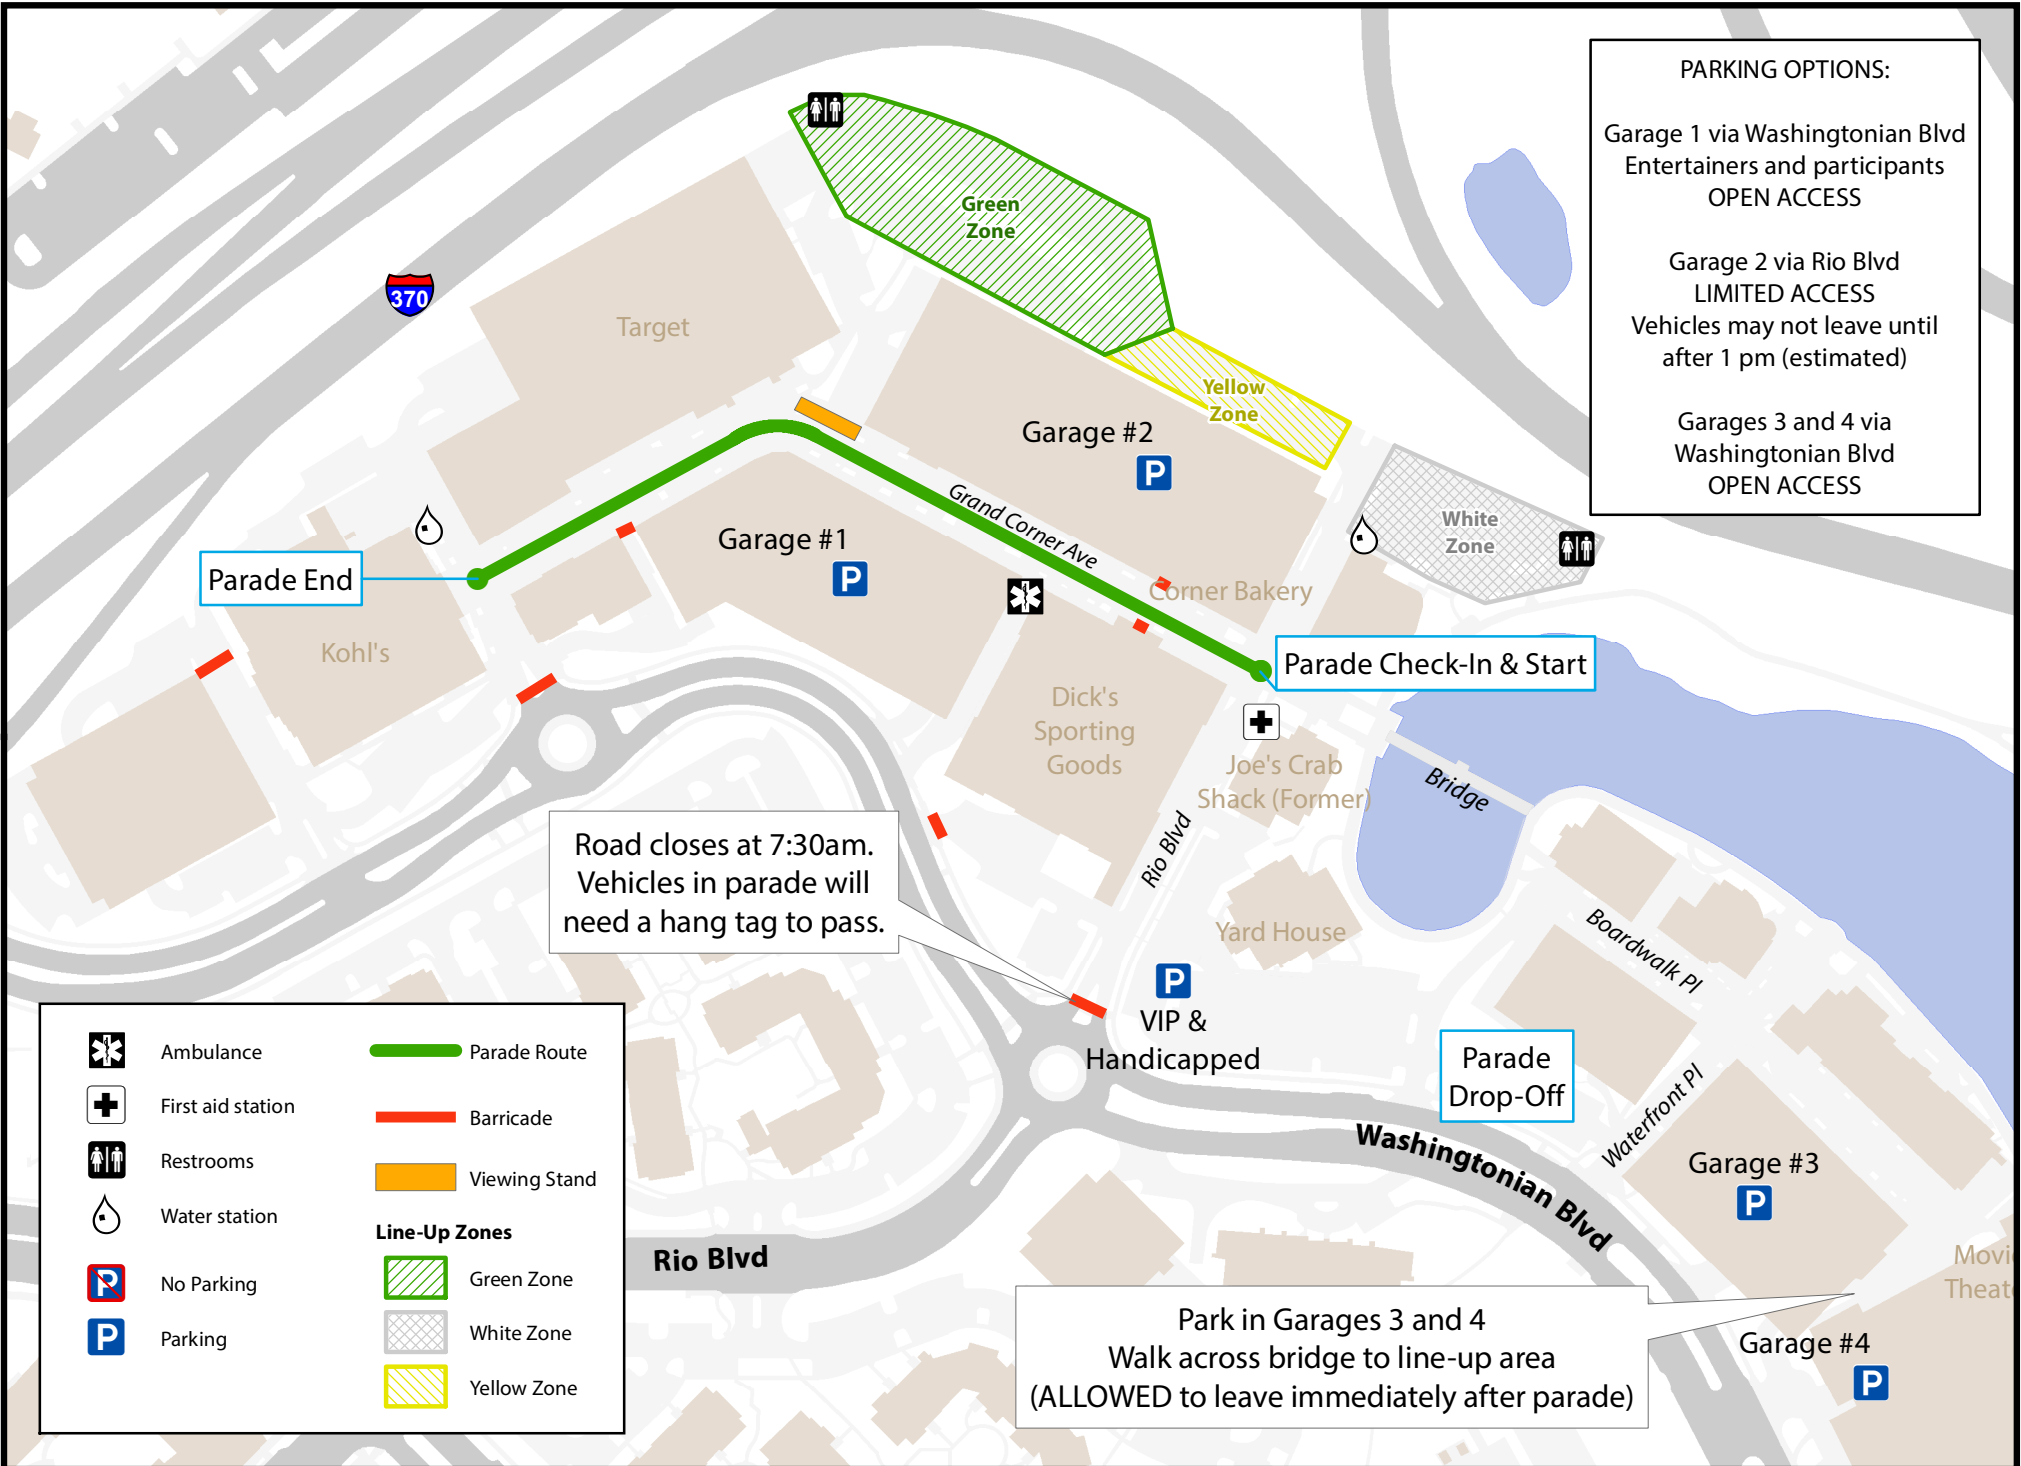 PARKING OPTIONS:
Garage 1 via Washingtonian Blvd
Entertainers and participants
OPEN ACCESS
Garage 2 via Rio Blvd
LIMITED ACCESS
Vehicles may not leave until
after 1 pm (estimated)
Garages 3 and 4 via
Washingtonian Blvd
OPEN ACCESS
Green
Zone
370
Target
Yellow
Zone
Garage #2
P
Grand Corner Ave
White
Zone
Garage #1
P
Parade End
Corner Bakery
Kohl's
Parade Check-In & Start
Dick's
Sporting
Goods
Joe's Crab
Shack (Former)
Bridge
Rio Blvd
Road closes at 7:30am.
Vehicles in parade will
need a hang tag to pass.
Yard House
Boardwalk Pl
P
VIP &
Handicapped
Parade
Drop-Off
Waterfront Pl
Washingtonian Blvd
Garage #3
P
Rio Blvd
Movi
Theat
Park in Garages 3 and 4
Walk across bridge to line-up area
(ALLOWED to leave immediately after parade)
Garage #4
P
Ambulance
First aid station
Restrooms
Water station
P
No Parking
P
Parking
Parade Route
Barricade
Viewing Stand
Line-Up Zones
Green Zone
White Zone
Yellow Zone